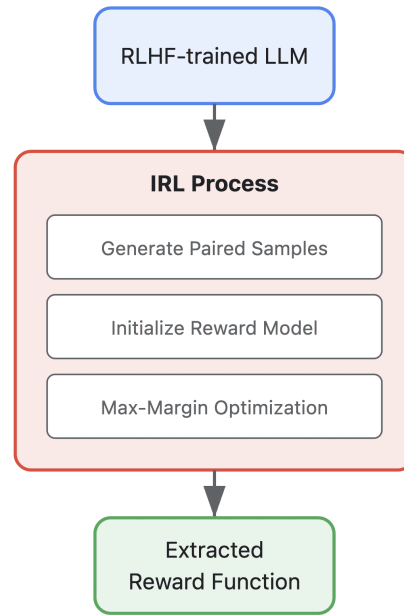 RLHF-trained LLM
IRL Process
Generate Paired Samples
Initialize Reward Model
Max-Margin Optimization
Extracted
Reward Function